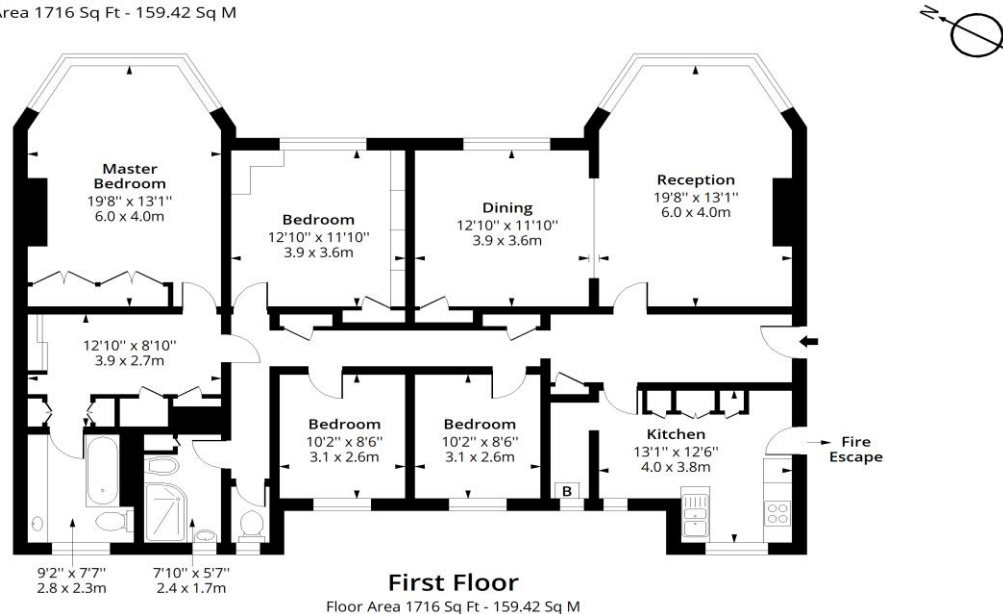 Area 1716 Sq Ft - 159.42 Sq M
N
Master
Bedroom
19'8" x 13'1"
6.0 x 4.0m
Bedroom
12'10" x 11'10"
3.9 x 3.6m
Dining
12'10" x 11'10"
3.9 x 3.6m
Reception
19'8" x 13'1"
6.0 x 4.0m
12'10" x 8'10"
3.9 x 2.7m
Bedroom
10'2" x 8'6"
3.1 x 2.6m
Bedroom
10'2" x 8'6"
3.1 x 2.6m
Kitchen
13'1" x 12'6"
4.0 x 3.8m
Fire
Escape
B
9'2" x 7'7"
2.8 x 2.3m
7'10" x 5'7"
2.4 x 1.7m
First Floor
Floor Area 1716 Sq Ft - 159.42 Sq M